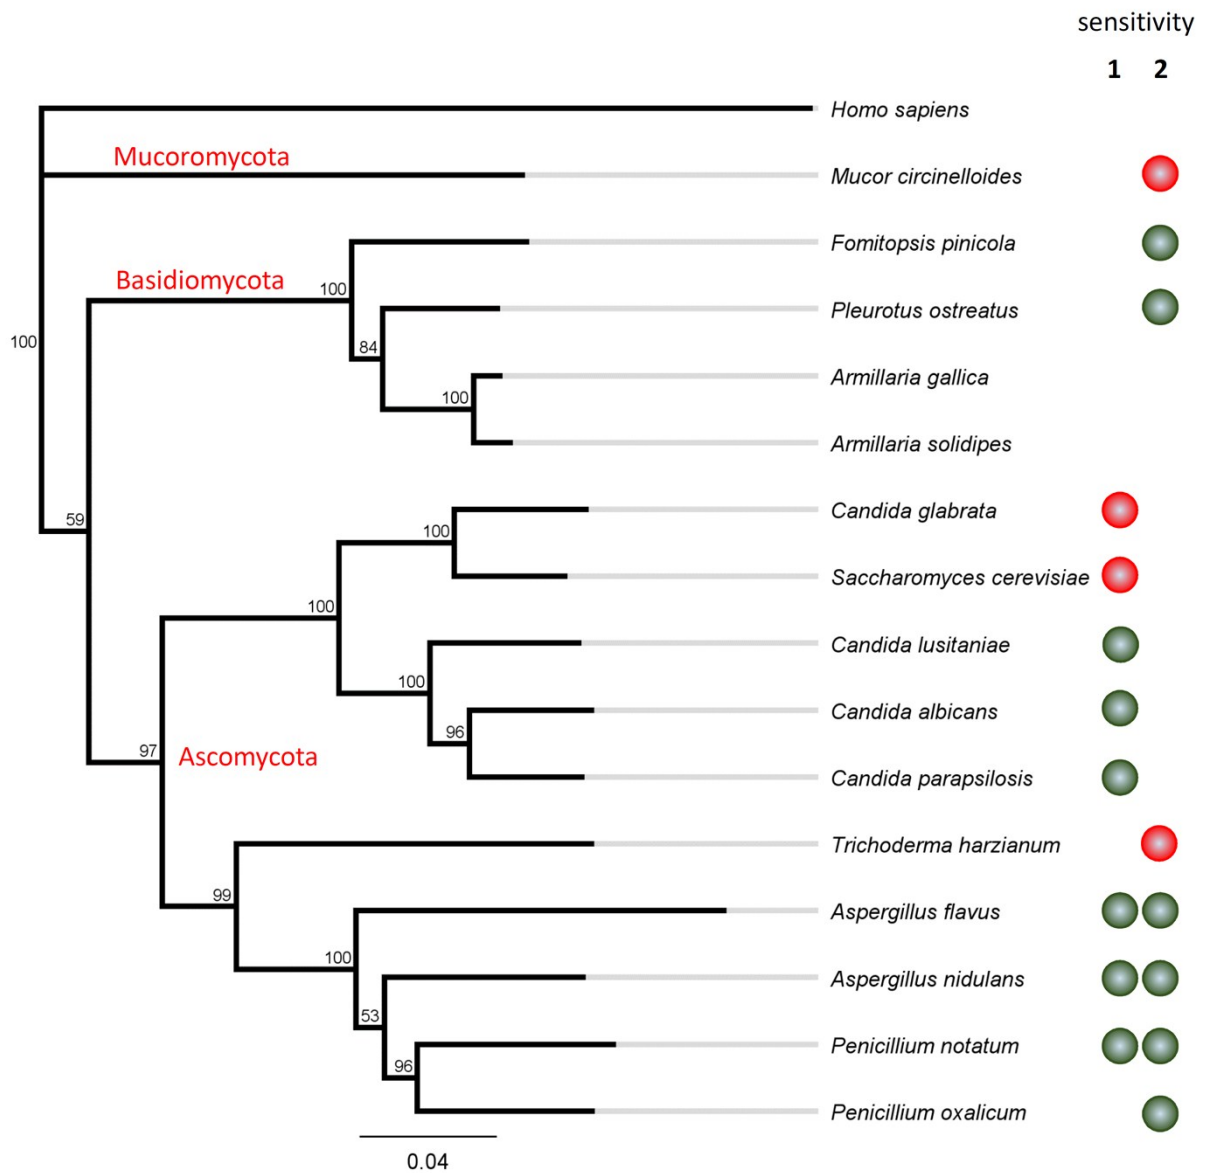 sensitivity
1 2
Homo sapiens
Mucoromycota
Mucor circinelloides
Fomitopsis pinicola
Basidiomycota
100
Pleurotus ostreatus
100
84
Armillaria gallica
100
Armillaria solidipes
Candida glabrata
59
100
Saccharomyces cerevisiae
100
Candida lusitaniae
100
Candida albicans
96
97
Ascomycota
Candida parapsilosis
Trichoderma harzianum
99
Aspergillus flavus
100
Aspergillus nidulans
53
Penicillium notatum
96
Penicillium oxalicum
0.04